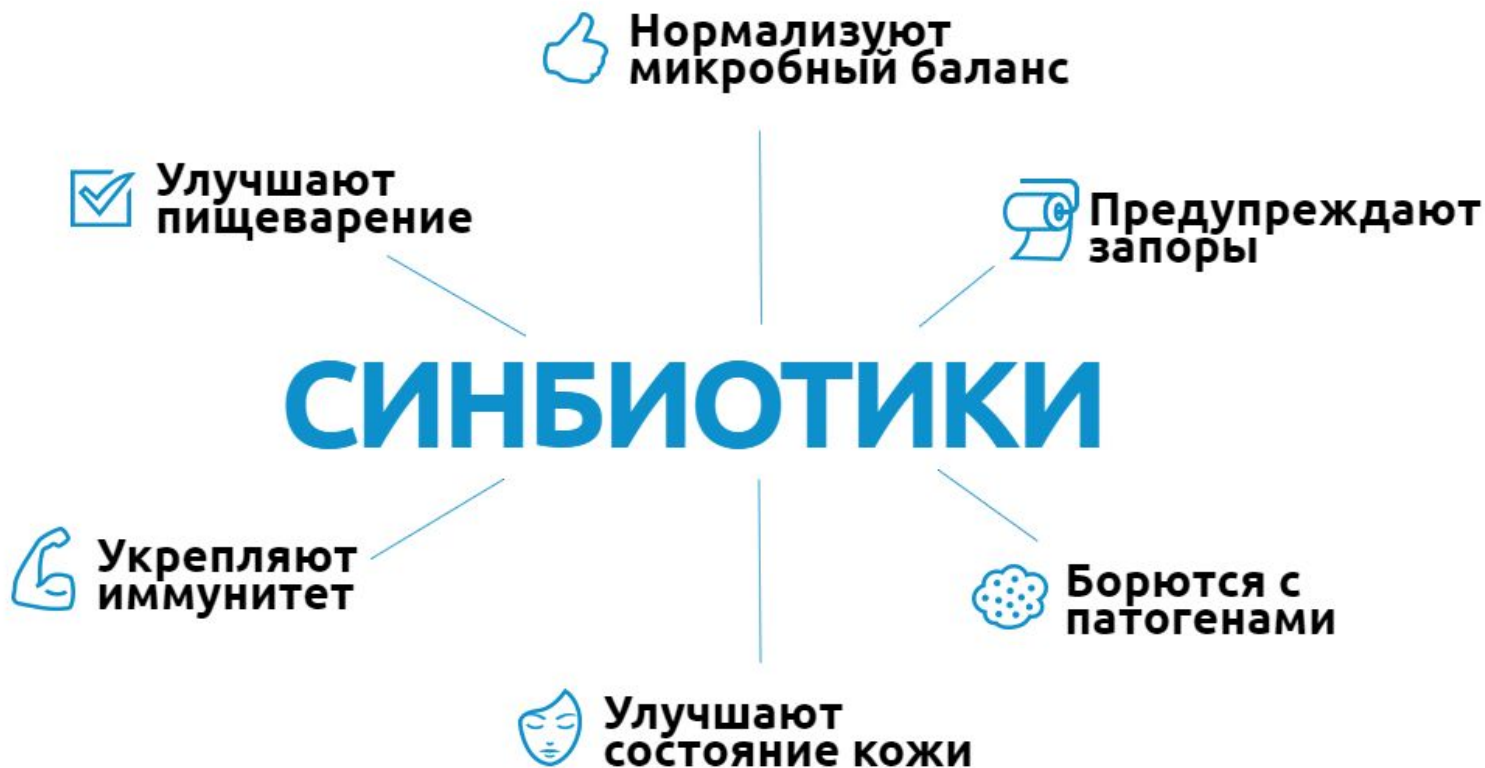 Нормализуют
микробный баланс
Улучшают
пищеварение
Предупреждают
запоры
СИНБИОТИКИ
Укрепляют
иммунитет
Борются с
патогенами
Улучшают
состояние кожи